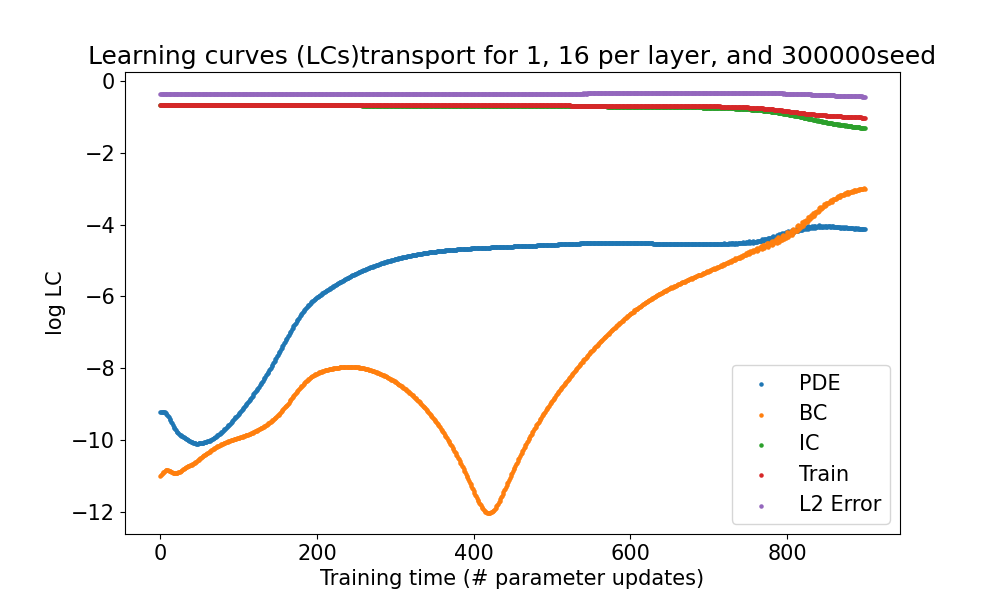 Learning curves (LCs)transport for 1, 16 per layer, and 300000seed
log LC
0
−2
−4
−6
−8
−10
−12
PDE
BC
IC
Train
L2 Error
0 200 400 600 800
Training time (# parameter updates)